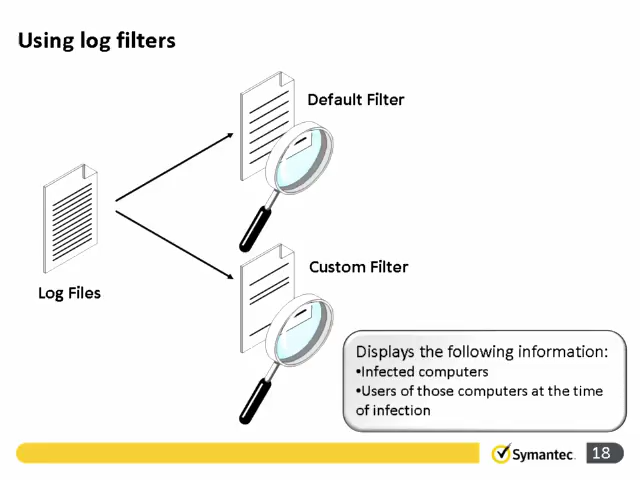 Using log filters
Default Filter
Custom Filter
Log Files
Displays the following information:
•Infected computers
•Users of those computers at the time
of infection
Symantec.
18